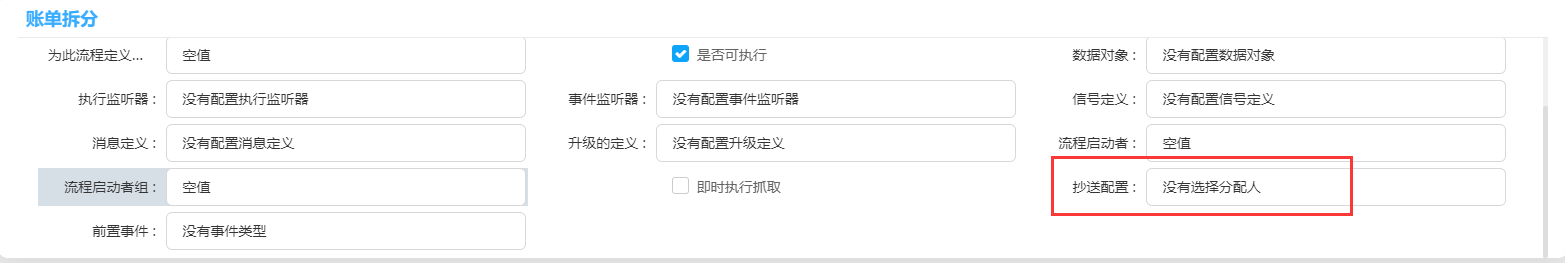 账单拆分
为此流程定义... 空值 是否可执行 数据对象： 没有配置数据对象
执行监听器： 没有配置执行监听器 事件监听器： 没有配置事件监听器 信号定义： 没有配置信号定义
消息定义： 没有配置消息定义 升级的定义： 没有配置升级定义 流程启动者： 空值
流程启动者组： 空值 即时执行抓取 抄送配置： 没有选择分配人
前置事件： 没有事件类型